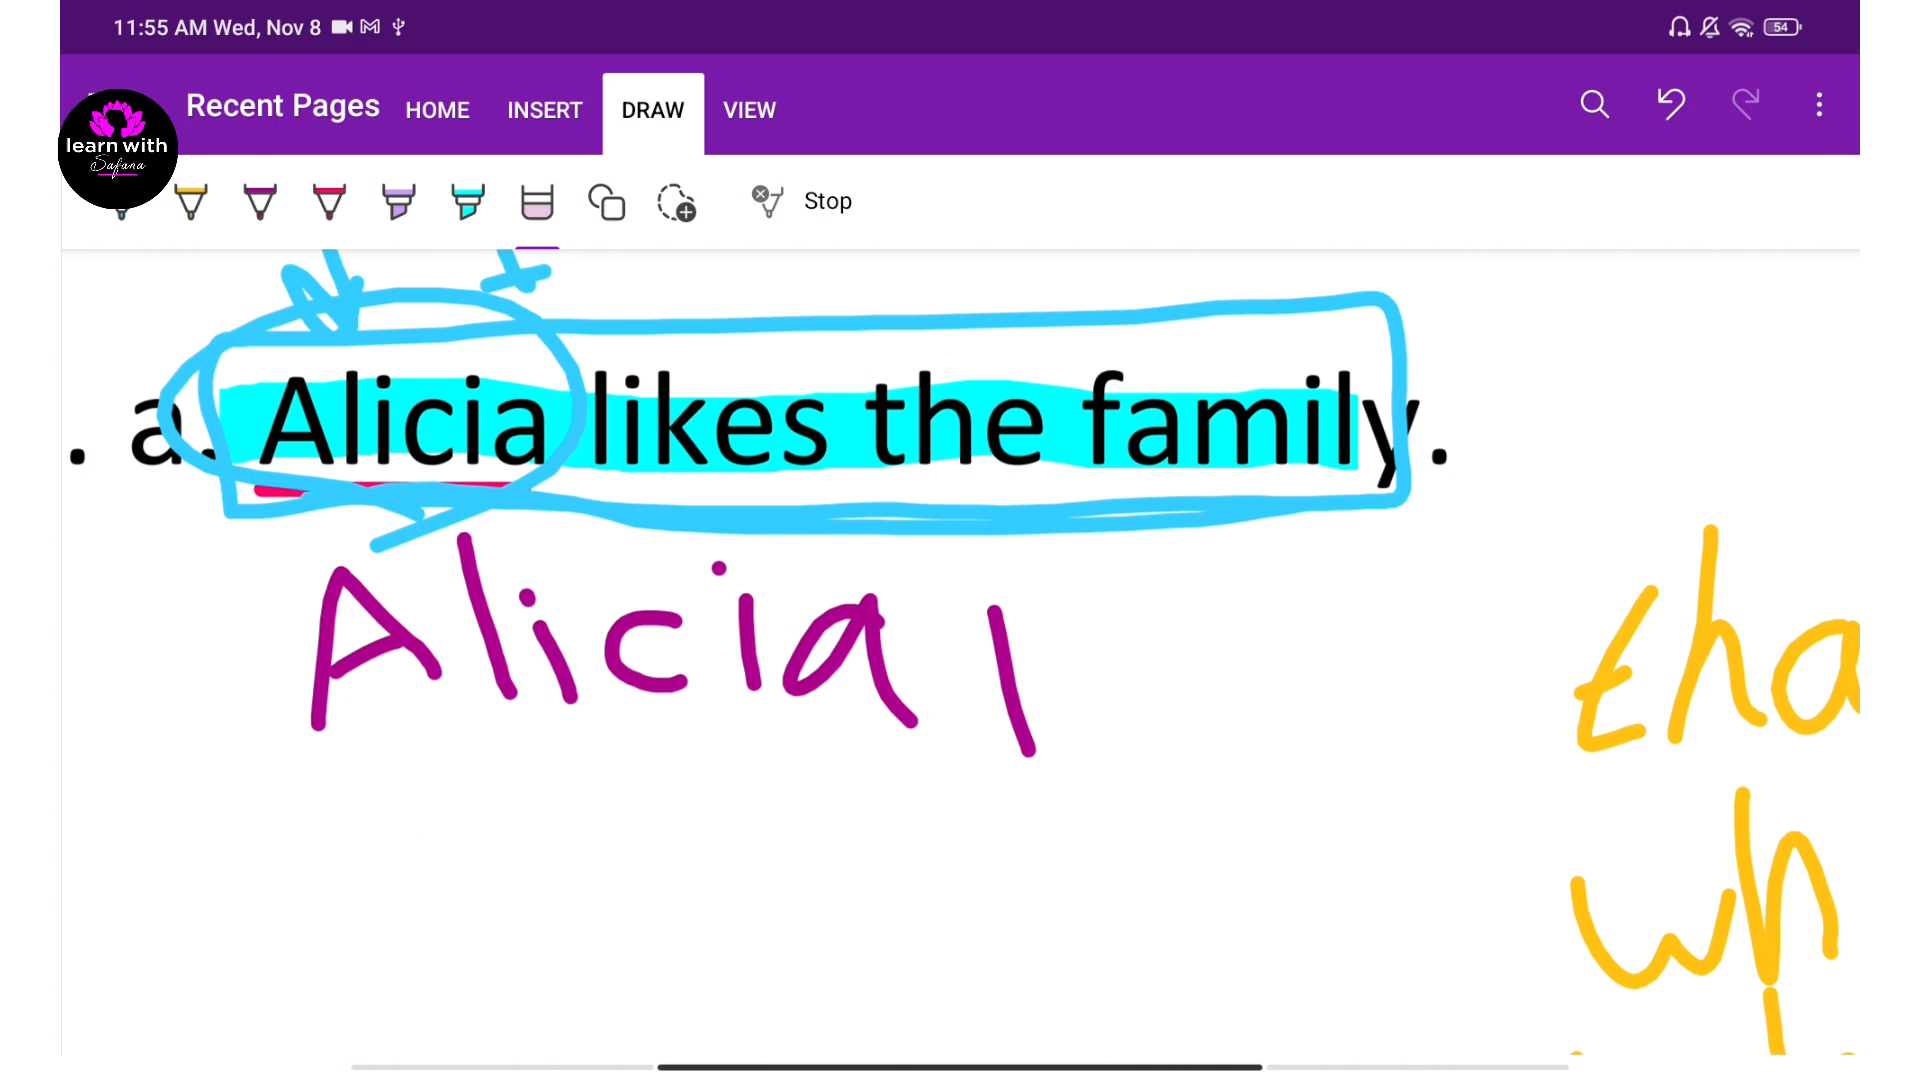 11:55 AM Wed, Nov 8 54
learn with
Safana
Recent Pages HOME INSERT DRAW VIEW
Stop
. a. Alicia likes the family.
Alicia l
tha
wh